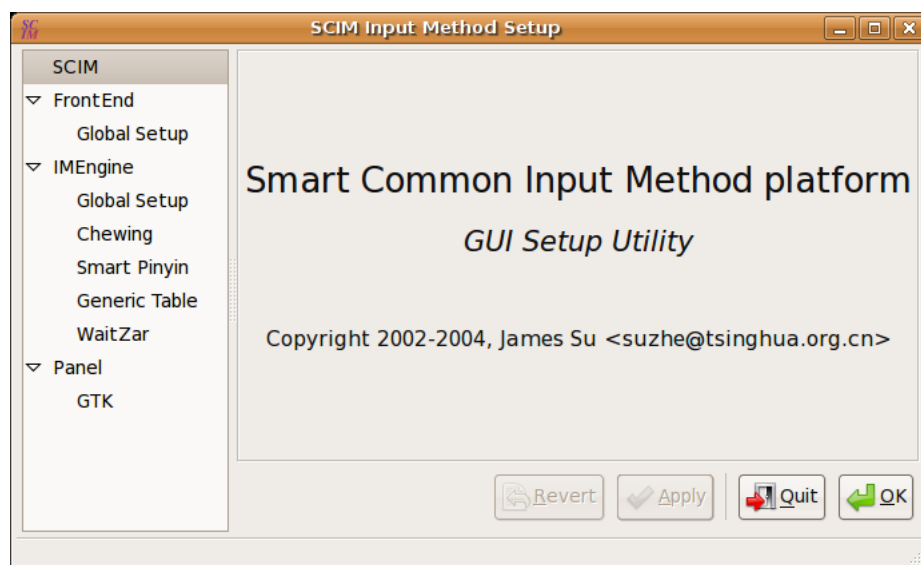 SC
IM
SCIM Input Method Setup
SCIM
FrontEnd
Global Setup
IMEngine
Global Setup
Chewing
Smart Pinyin
Generic Table
WaitZar
Panel
GTK
Smart Common Input Method platform
GUI Setup Utility
Copyright 2002-2004, James Su <suzhe@tsinghua.org.cn>
Revert
Apply
Quit
OK